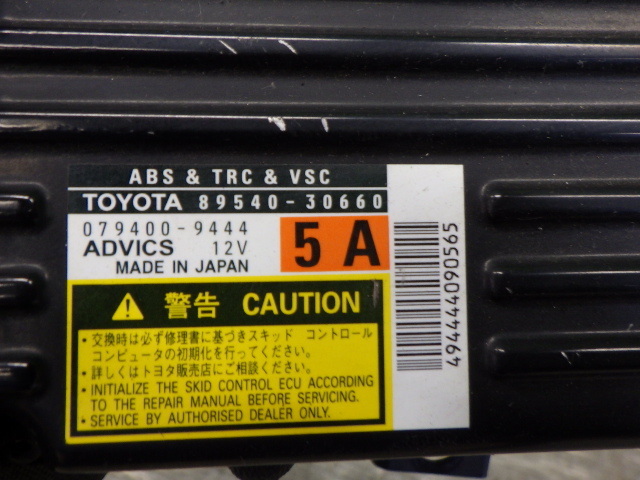 ABS & TRC & VSC
TOYOTA 89540-30660
079400-9444
ADVICS 12V
MADE IN JAPAN
5A
警告 CAUTION
・交換時は必ず修理書に基づきスキッド コントロール
コンピュータの初期化を行ってください。
・詳しくはトヨタ販売店にご相談ください。
・INITIALIZE THE SKID CONTROL ECU ACCORDING
TO THE REPAIR MANUAL BEFORE SERVICING.
・SERVICE BY AUTHORISED DEALER ONLY.
494444090565